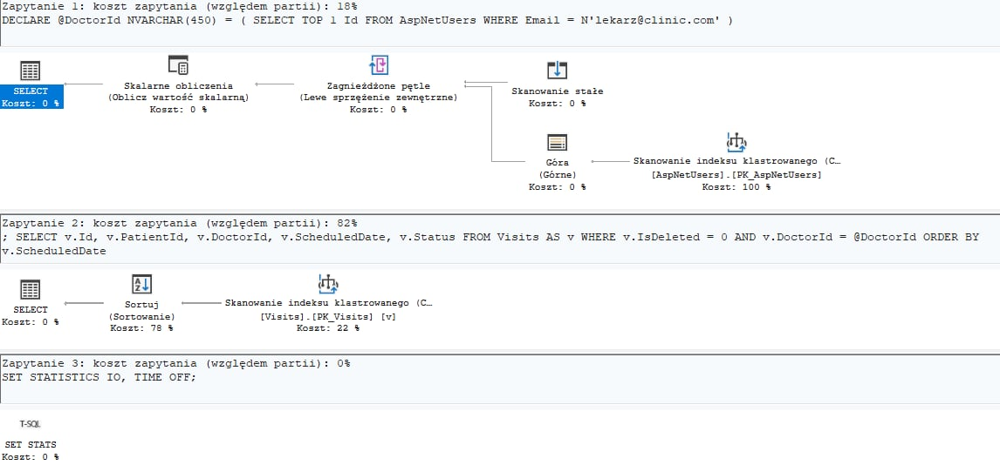 Zapytanie 1: koszt zapytania (względem partii): 18%
DECLARE @DoctorId NVARCHAR(450) = ( SELECT TOP 1 Id FROM AspNetUsers WHERE Email = N'lekarz@clinic.com' )
SELECT
Koszt: 0 %
Skalarne obliczenia
(Oblicz wartość skalarną)
Koszt: 0 %
Zagnieżdżone pętle
(Lewe sprzężenie zewnętrzne)
Koszt: 0 %
Skanowanie stałe
Koszt: 0 %
Góra
(Górne)
Koszt: 0 %
Skanowanie indeksu klastrowanego (C…
[AspNetUsers].[PK_AspNetUsers]
Koszt: 100 %
Zapytanie 2: koszt zapytania (względem partii): 82%
; SELECT v.Id, v.PatientId, v.DoctorId, v.ScheduledDate, v.Status FROM Visits AS v WHERE v.IsDeleted = 0 AND v.DoctorId = @DoctorId ORDER BY
v.ScheduledDate
SELECT
Koszt: 0 %
Sortuj
(Sortowanie)
Koszt: 78 %
Skanowanie indeksu klastrowanego (C…
[Visits].[PK_Visits] [v]
Koszt: 22 %
Zapytanie 3: koszt zapytania (względem partii): 0%
SET STATISTICS IO, TIME OFF;
T-SQL
SET STATS
Koszt: 0 %